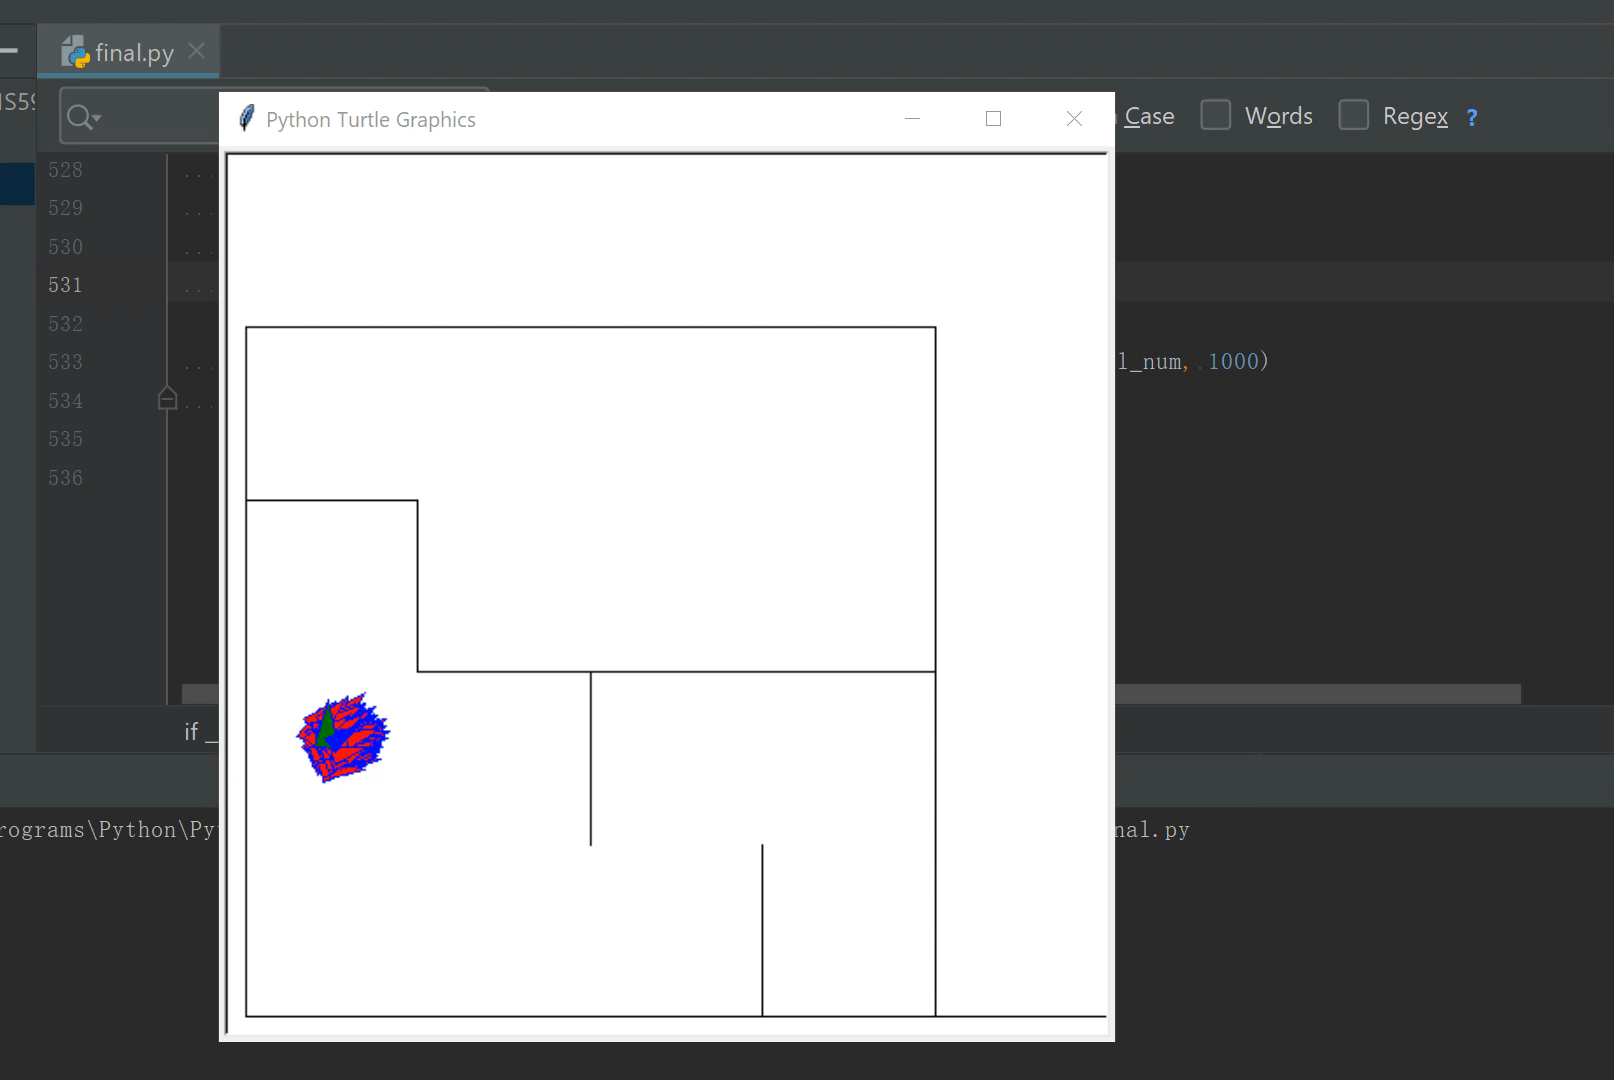 final.py
IS59
Python Turtle Graphics
Case
Words
Regex
?
528
529
530
531
532
533
l_num, 1000)
534
535
536
if _
rograms\Python\Py
nal.py